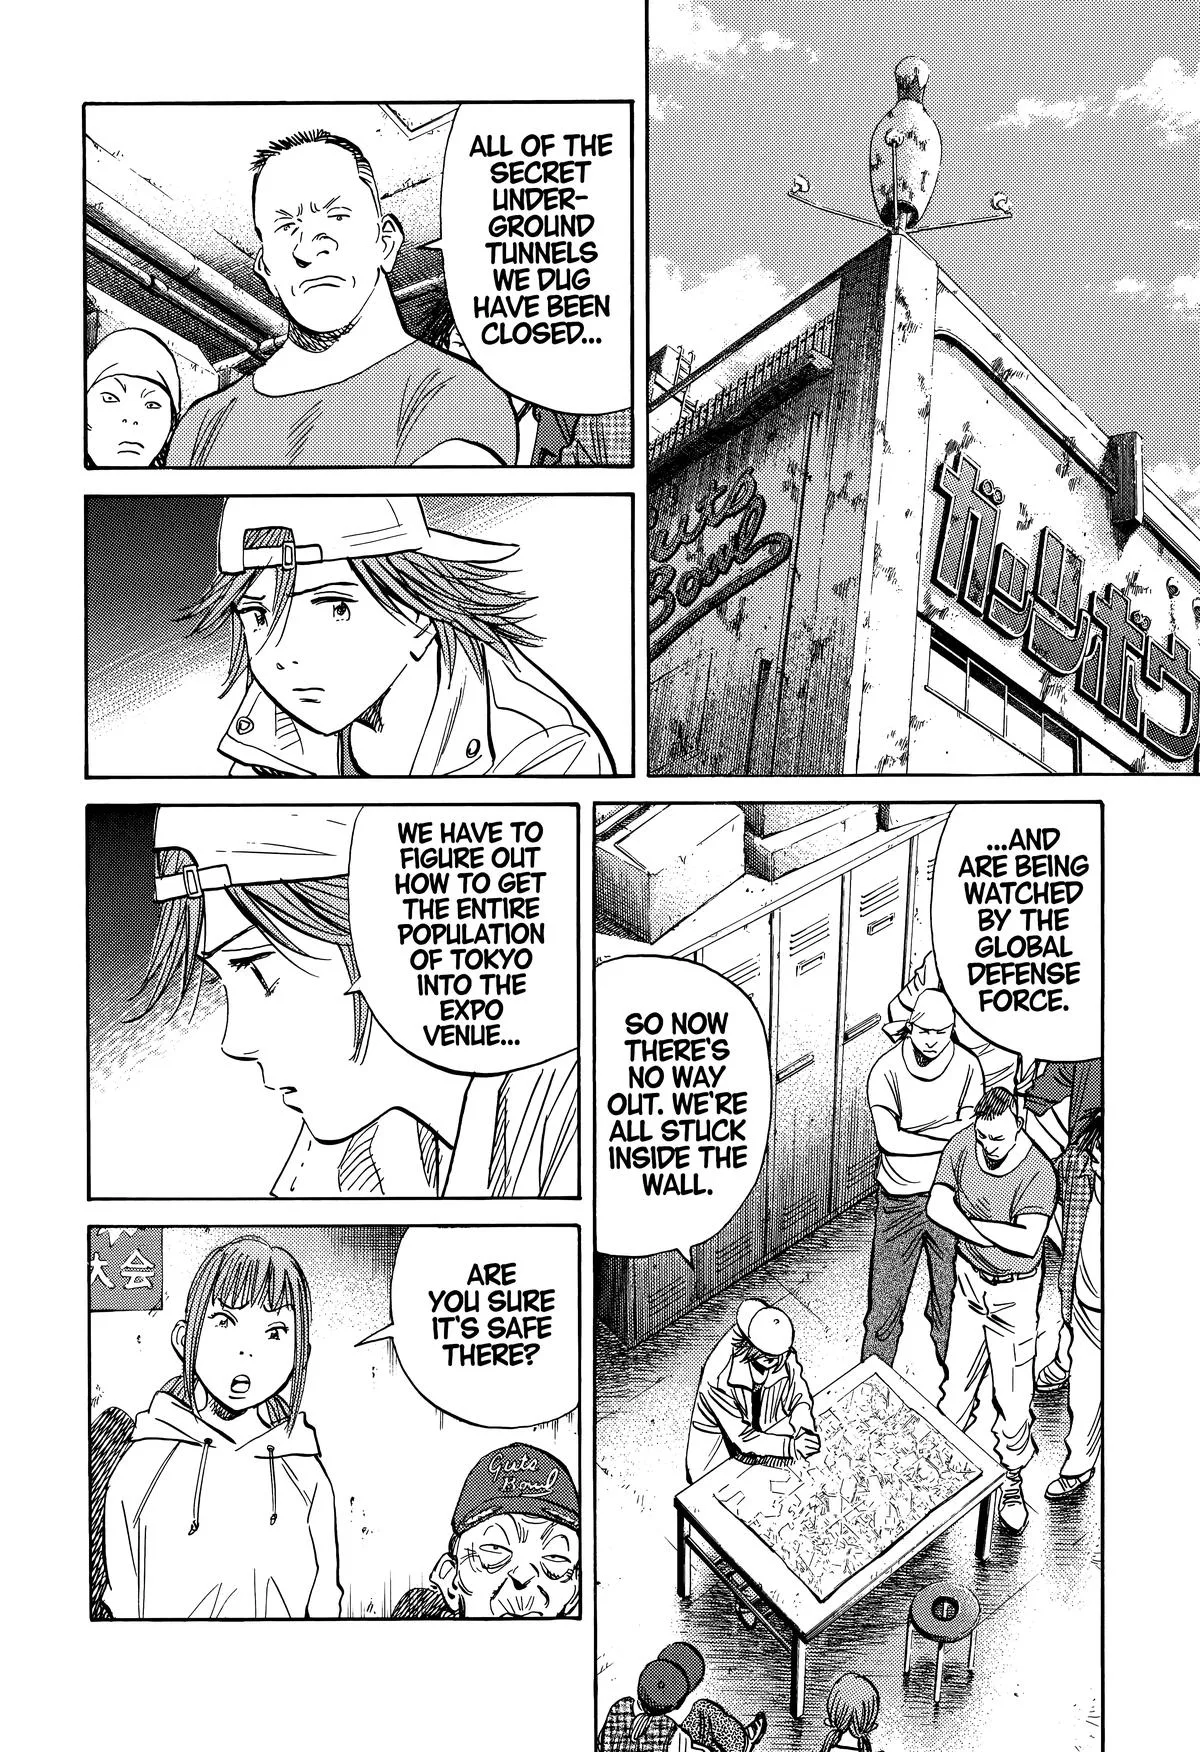 Guts
Bowl
ガッツボウ
ALL OF THE
SECRET
UNDER-
GROUND
TUNNELS
WE DUG
HAVE BEEN
CLOSED...
...AND
ARE BEING
WATCHED
BY THE
GLOBAL
DEFENSE
FORCE.
SO NOW
THERE'S
NO WAY
OUT. WE'RE
ALL STUCK
INSIDE THE
WALL.
WE HAVE TO
FIGURE OUT
HOW TO GET
THE ENTIRE
POPULATION
OF TOKYO
INTO THE
EXPO
VENUE...
大会
ARE
YOU SURE
IT'S SAFE
THERE?
Guts
Bowl